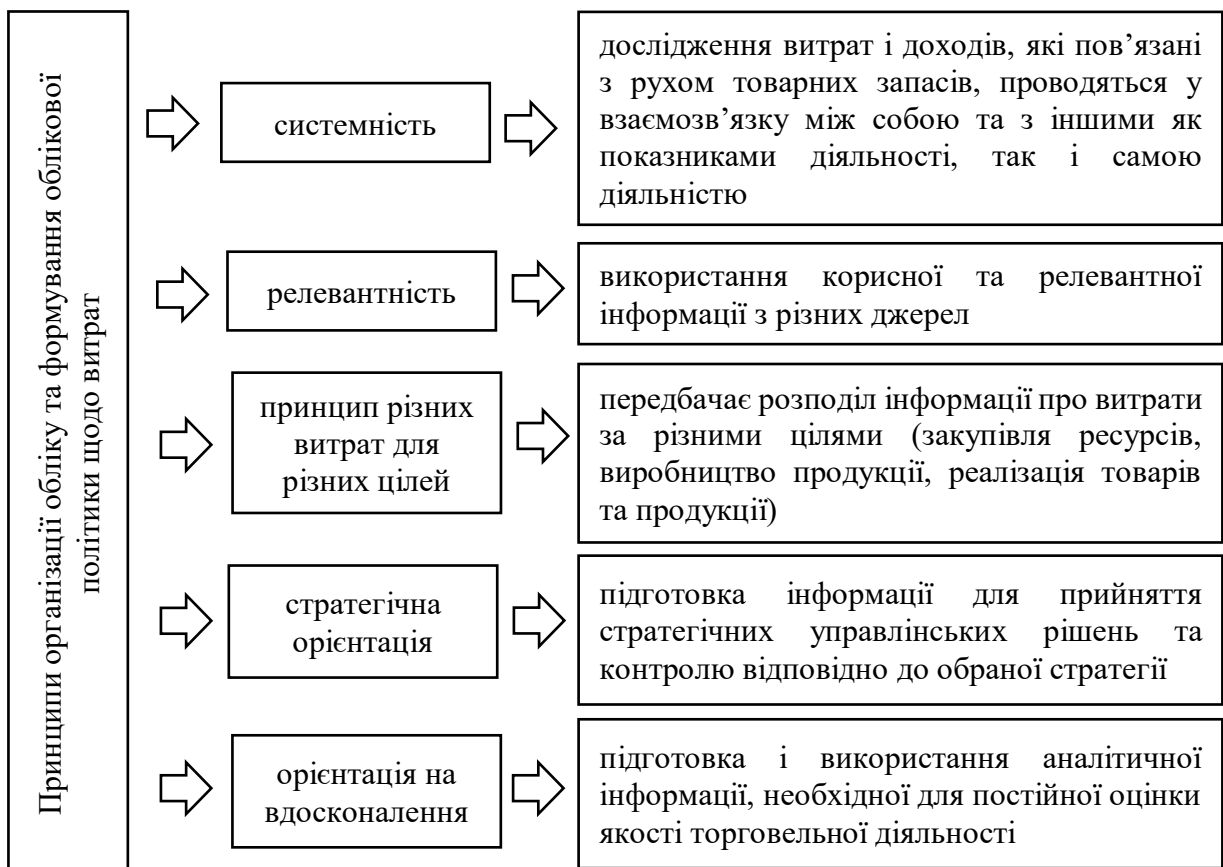 Принципи організації обліку та формування облікової
політики щодо витрат
системність
дослідження витрат і доходів, які пов’язані
з рухом товарних запасів, проводяться у
взаємозв’язку між собою та з іншими як
показниками діяльності, так і самою
діяльністю
релевантність
використання корисної та релевантної
інформації з різних джерел
принцип різних
витрат для
різних цілей
передбачає розподіл інформації про витрати
за різними цілями (закупівля ресурсів,
виробництво продукції, реалізація товарів
та продукції)
стратегічна
орієнтація
підготовка інформації для прийняття
стратегічних управлінських рішень та
контролю відповідно до обраної стратегії
орієнтація на
вдосконалення
підготовка і використання аналітичної
інформації, необхідної для постійної оцінки
якості торговельної діяльності